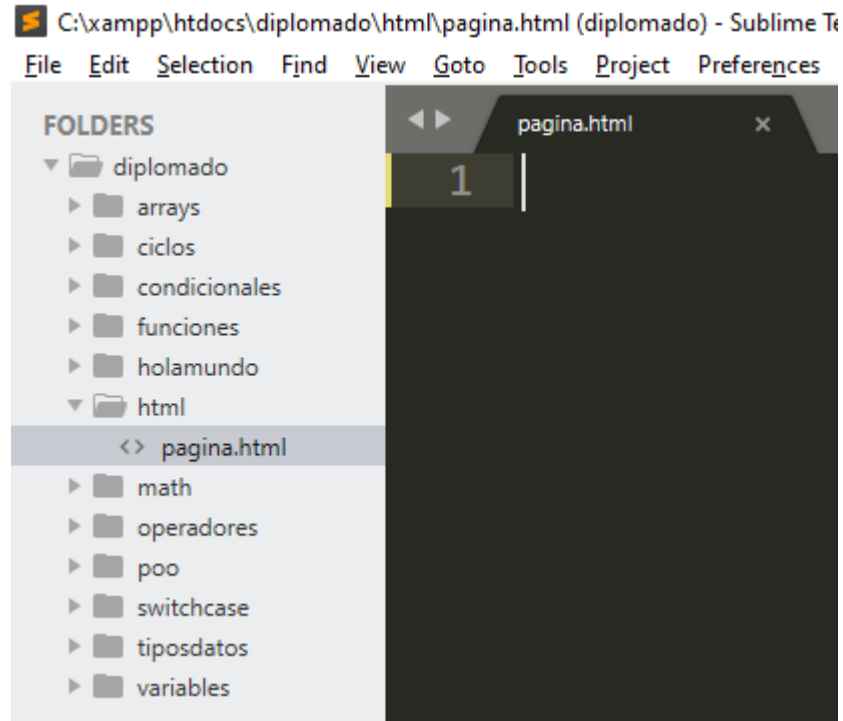 C:\xampp\htdocs\diplomado\html\pagina.html (diplomado) - Sublime Te
File Edit Selection Find View Goto Tools Project Preferences
FOLDERS
diplomado
arrays
ciclos
condicionales
funciones
holamundo
html
<> pagina.html
math
operadores
poo
switchcase
tiposdatos
variables
pagina.html ×
1